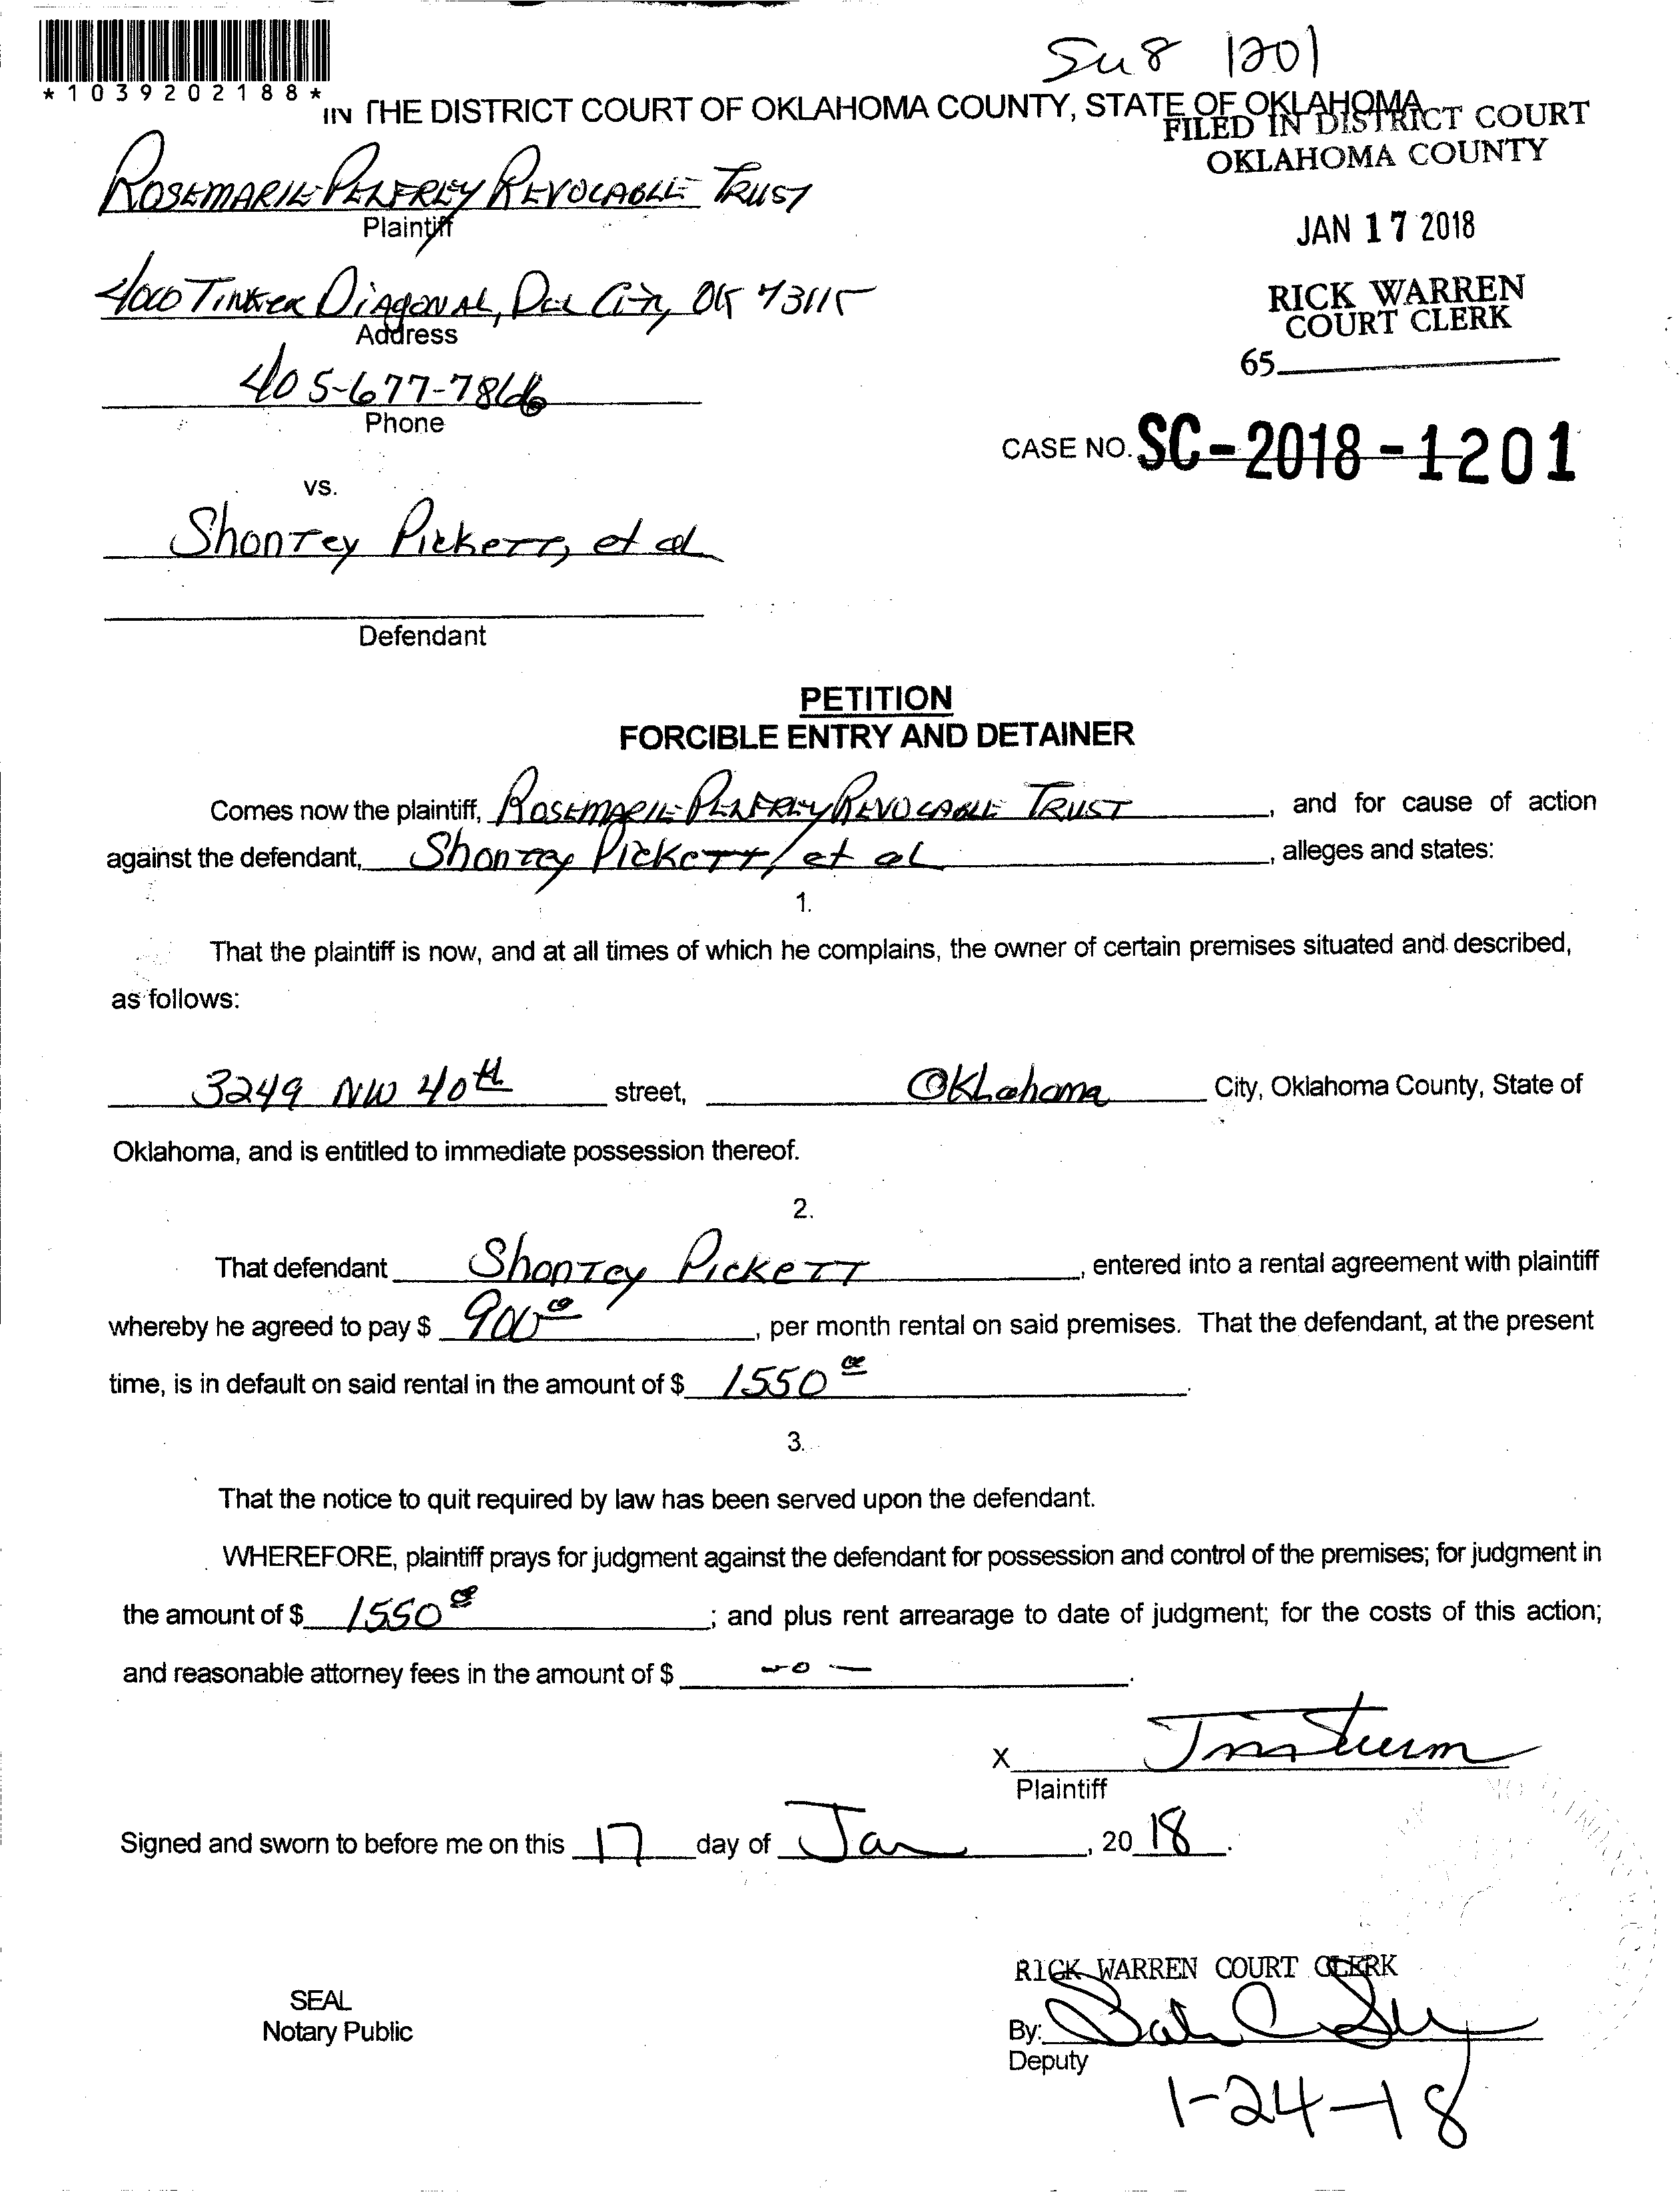 Su8 1201
*1039202188*
IN THE DISTRICT COURT OF OKLAHOMA COUNTY, STATE OF OKLAHOMA
FILED IN DISTRICT COURT
OKLAHOMA COUNTY
ROSEMARIE PELFREY REVOCABLE TRUST
Plaintiff
JAN 17 2018
4000 TINKER DIAGONAL, DEL CITY, OK 73115
Address
RICK WARREN
COURT CLERK
65
405-677-7866
Phone
CASE NO. SC-2018-1201
vs.
Shontey Pickett, et al
Defendant
PETITION
FORCIBLE ENTRY AND DETAINER
Comes now the plaintiff, ROSEMARIE PELFREY REVOCABLE TRUST, and for cause of action
against the defendant, Shontey Pickett, et al, alleges and states:
1.
That the plaintiff is now, and at all times of which he complains, the owner of certain premises situated and described,
as follows:
3249 NW 40th street, Oklahoma City, Oklahoma County, State of
Oklahoma, and is entitled to immediate possession thereof.
2.
That defendant Shontey Pickett, entered into a rental agreement with plaintiff
whereby he agreed to pay $ 900 00, per month rental on said premises. That the defendant, at the present
time, is in default on said rental in the amount of $ 1550 00.
3.
That the notice to quit required by law has been served upon the defendant.
WHEREFORE, plaintiff prays for judgment against the defendant for possession and control of the premises; for judgment in
the amount of $ 1550 00; and plus rent arrearage to date of judgment; for the costs of this action;
and reasonable attorney fees in the amount of $ -0-.
X
Plaintiff
Signed and sworn to before me on this 17 day of Jan, 2018.
RICK WARREN COURT CLERK
SEAL
Notary Public
By:
Deputy
1-24-18